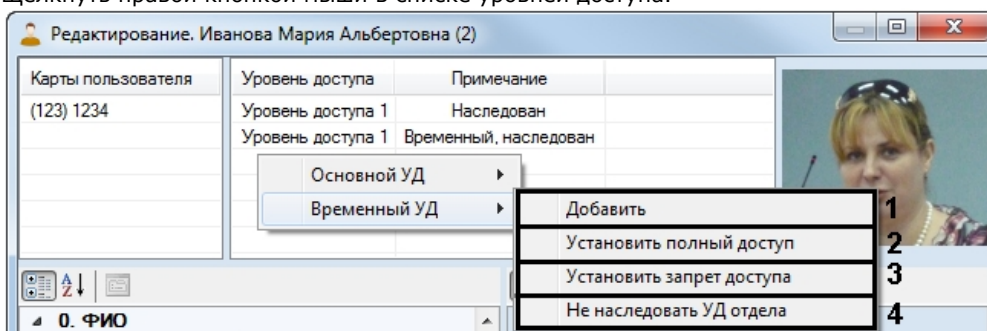 щелкнуть правой кнопкой мыши в списке уровней доступа.
Редактирование. Иванова Мария Альбертовна (2)
Карты пользователя Уровень доступа Примечание
(123) 1234 Уровень доступа 1 Наследован
Уровень доступа 1 Временный, наследован
Основной УД
Временный УД
Добавить 1
Установить полный доступ 2
Установить запрет доступа 3
Не наследовать УД отдела 4
0. ФИО